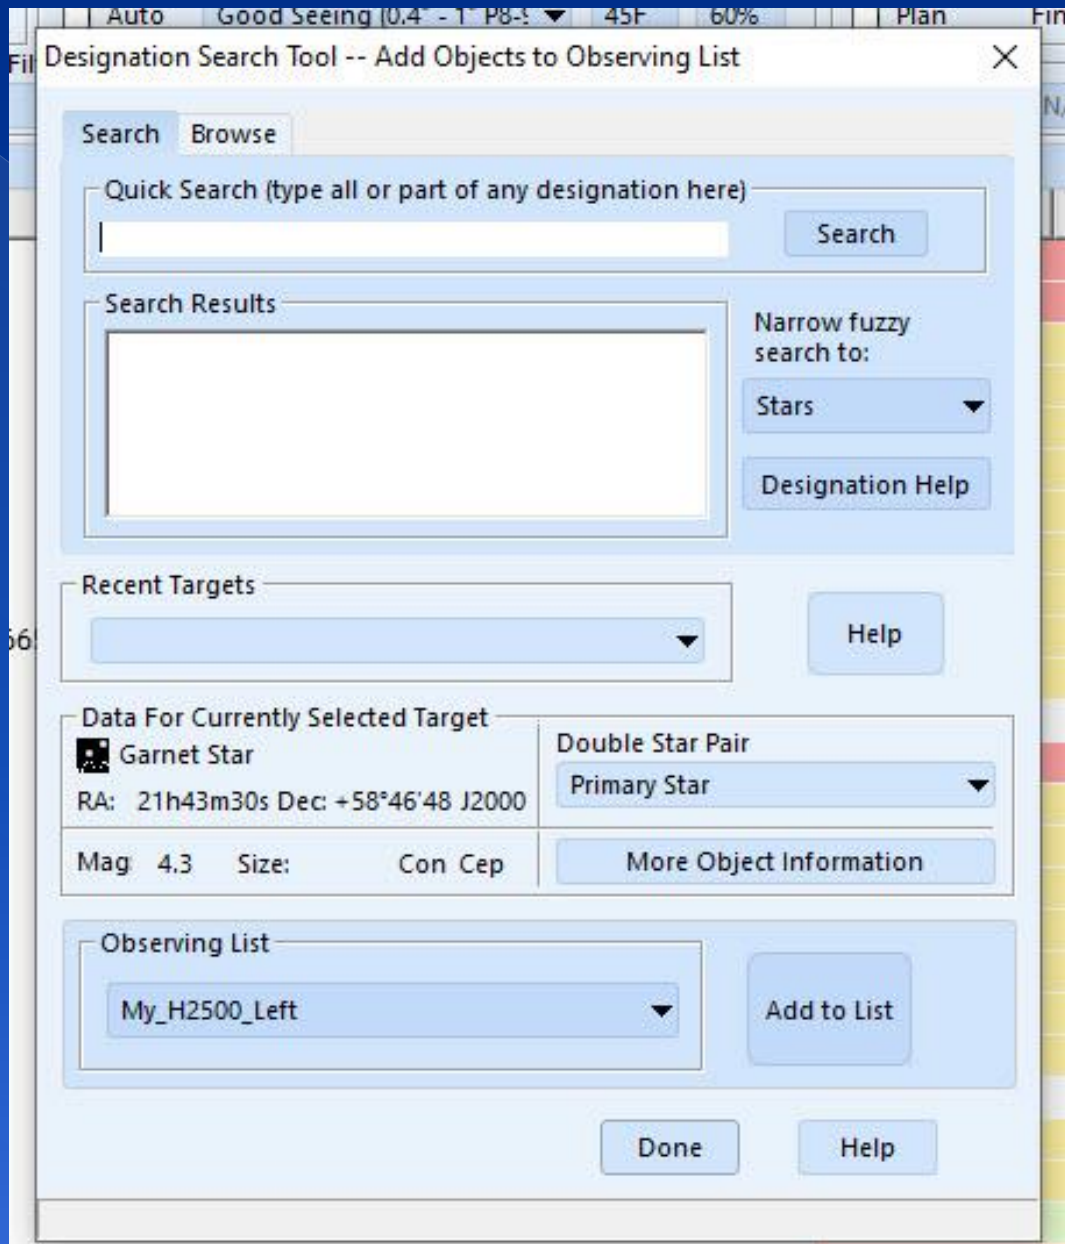 Auto Good Seeing (0.4" - 1" P8-9 45F 60% Plan Fin
Designation Search Tool -- Add Objects to Observing List
Search Browse
Quick Search (type all or part of any designation here)
Search
Search Results
Narrow fuzzy
search to:
Stars
Designation Help
Recent Targets
Help
Data For Currently Selected Target
Garnet Star
RA: 21h43m30s Dec: +58°46'48 J2000
Double Star Pair
Primary Star
Mag 4.3 Size: Con Cep
More Object Information
Observing List
My_H2500_Left
Add to List
Done Help